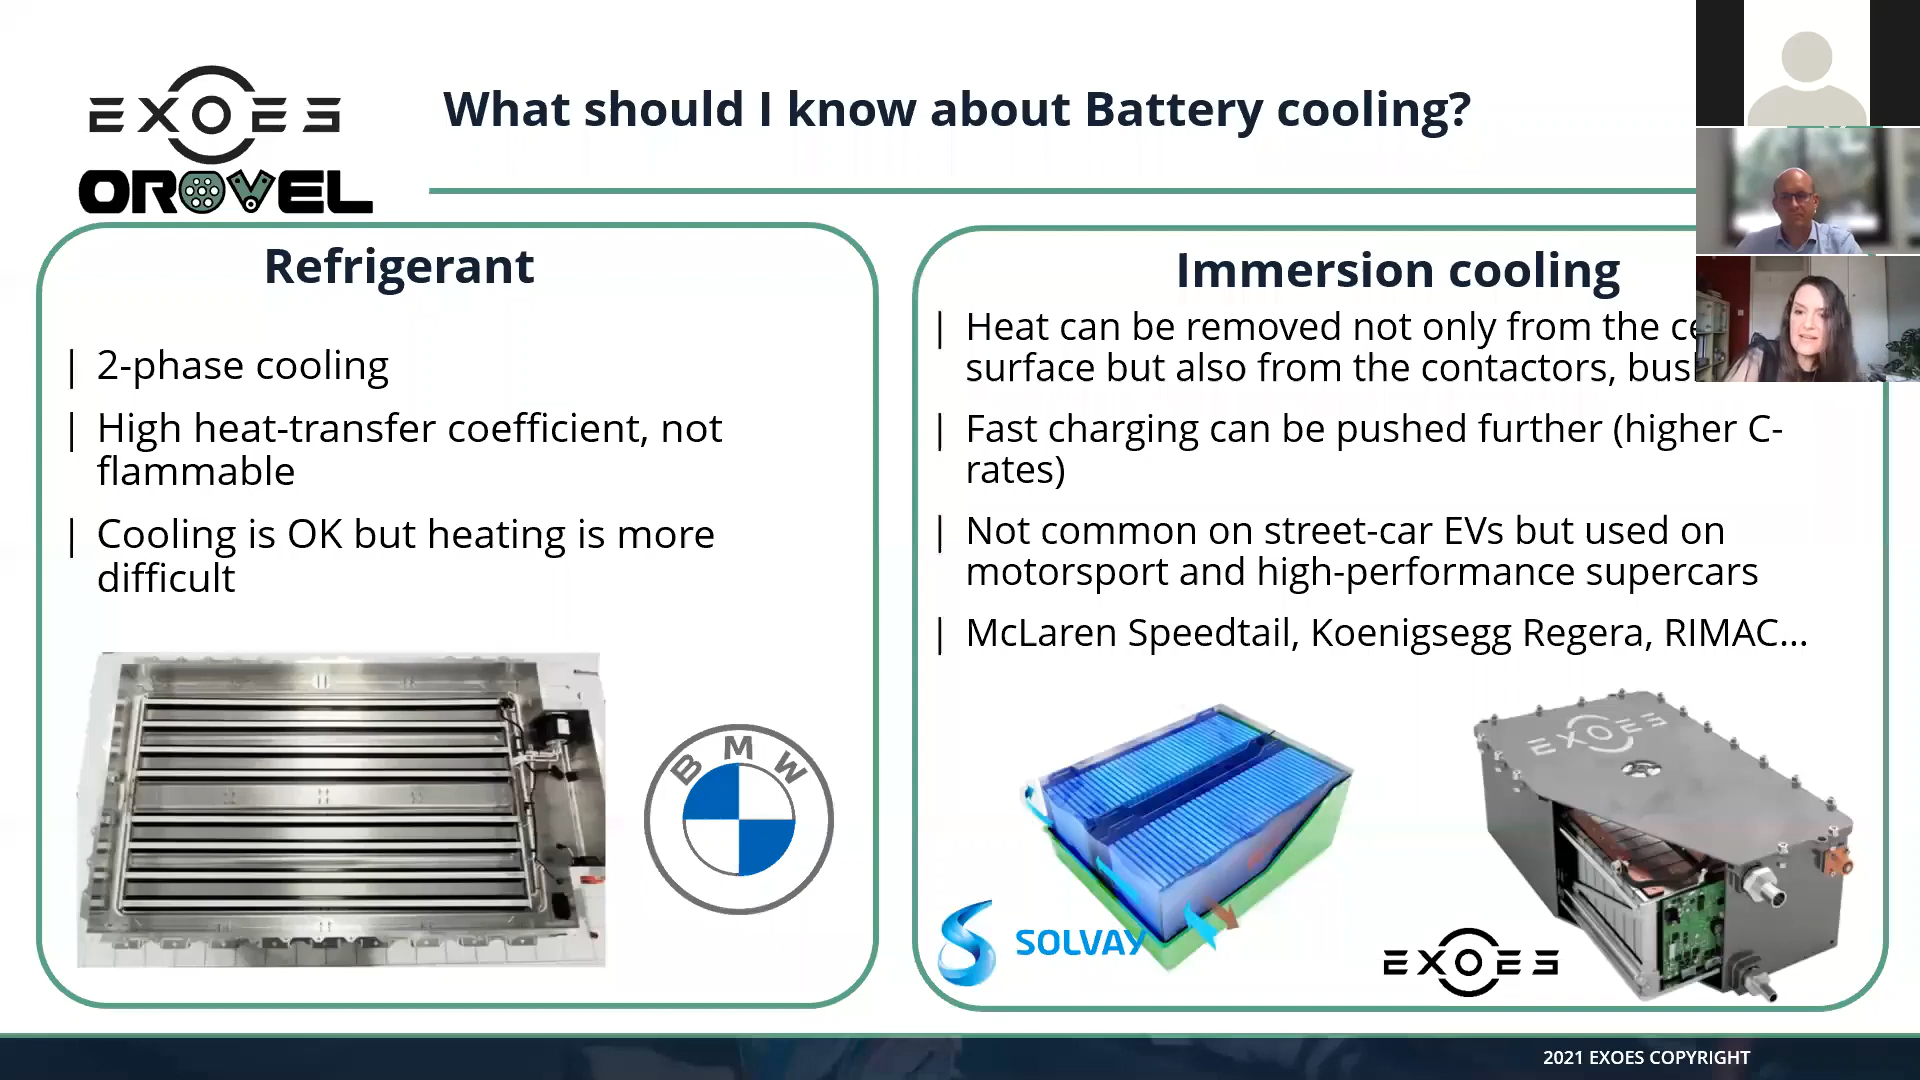 EXOES
OROVEL
What should I know about Battery cooling?
Refrigerant
| 2-phase cooling
| High heat-transfer coefficient, not
flammable
| Cooling is OK but heating is more
difficult
BMW
Immersion cooling
| Heat can be removed not only from the
surface but also from the contactors,
| Fast charging can be pushed further (higher C-
rates)
| Not common on street-car EVs but used on
motorsport and high-performance supercars
| McLaren Speedtail, Koenigsegg Regera, RIMAC...
EXOES
SOLVAY
EXOES
2021 EXOES COPYRIGHT